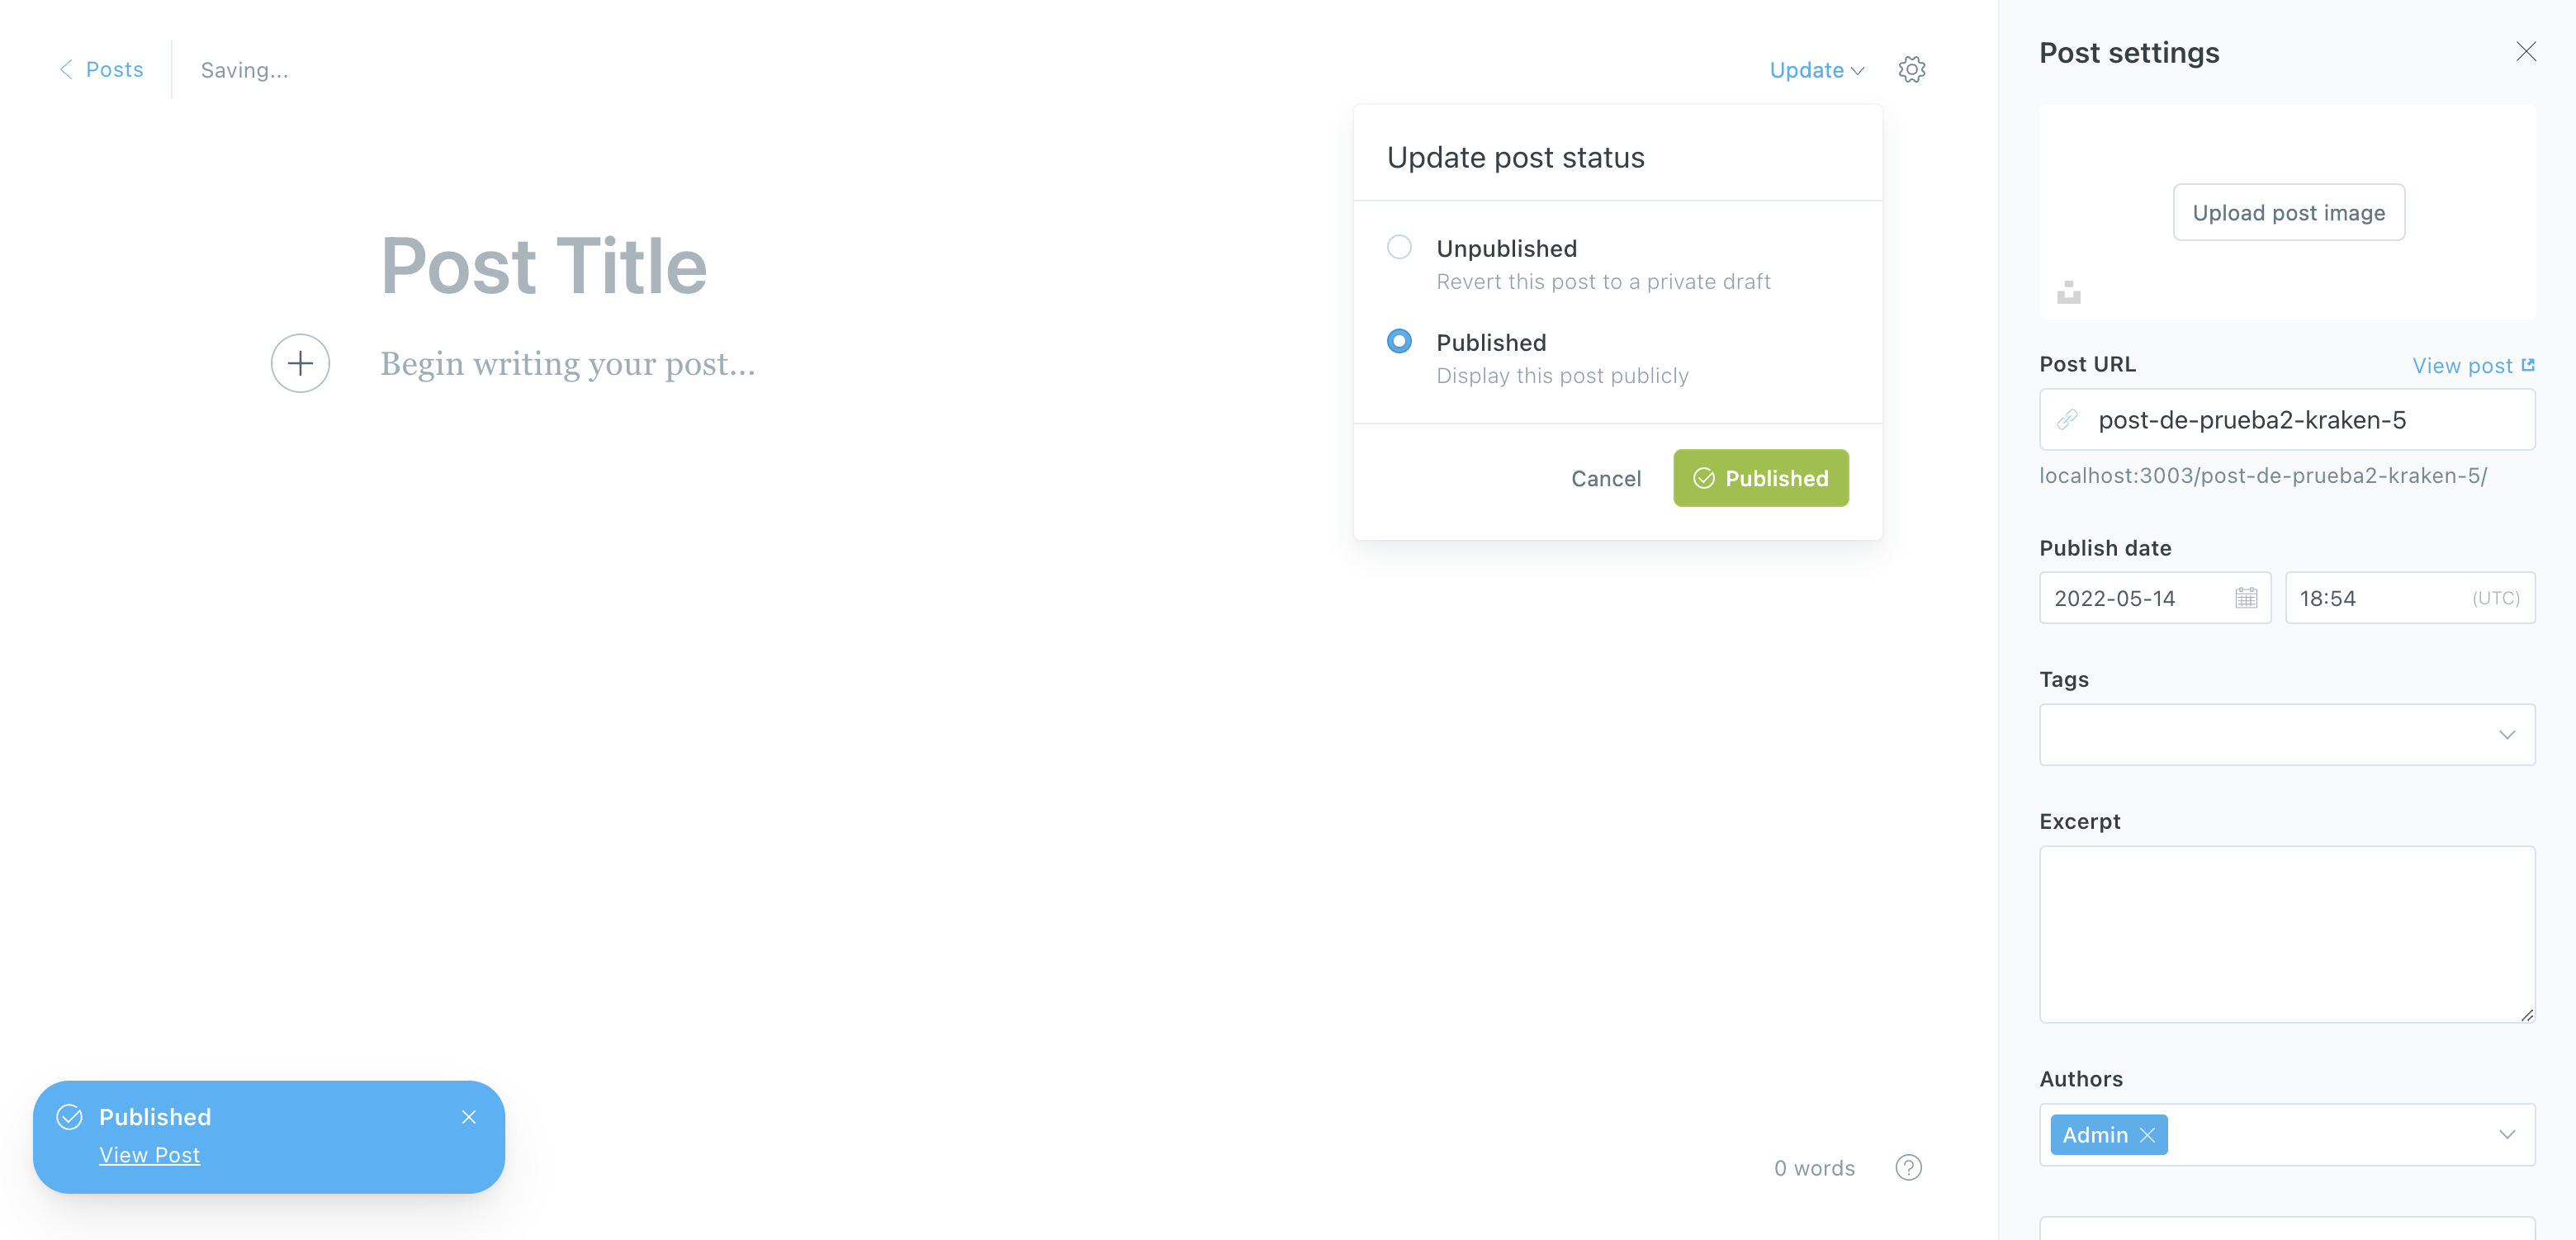 Posts
Saving...
Update
Post Title
Begin writing your post...
Update post status
Unpublished
Revert this post to a private draft
Published
Display this post publicly
Cancel
Published
Published
View Post
0 words
?
Post settings
Upload post image
Post URL
View post
post-de-prueba2-kraken-5
localhost:3003/post-de-prueba2-kraken-5/
Publish date
2022-05-14
18:54 (UTC)
Tags
Excerpt
Authors
Admin